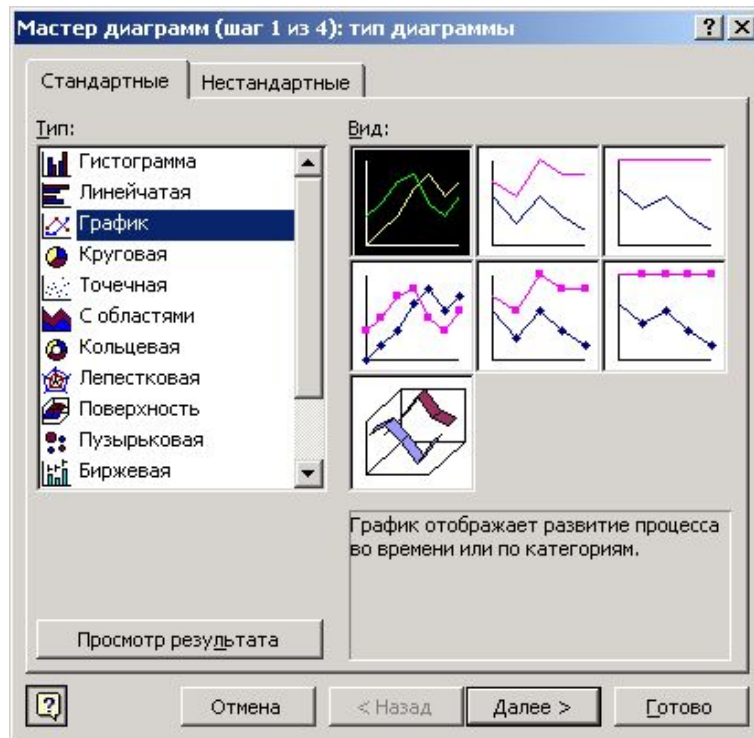 Мастер диаграмм (шаг 1 из 4): тип диаграммы
Стандартные
Нестандартные
Тип:
Гистограмма
Линейчатая
График
Круговая
Точечная
С областями
Кольцевая
Лепестковая
Поверхность
Пузырьковая
Биржевая
Вид:
График отображает развитие процесса
во времени или по категориям.
Просмотр результата
Отмена
< Назад
Далее >
Готово